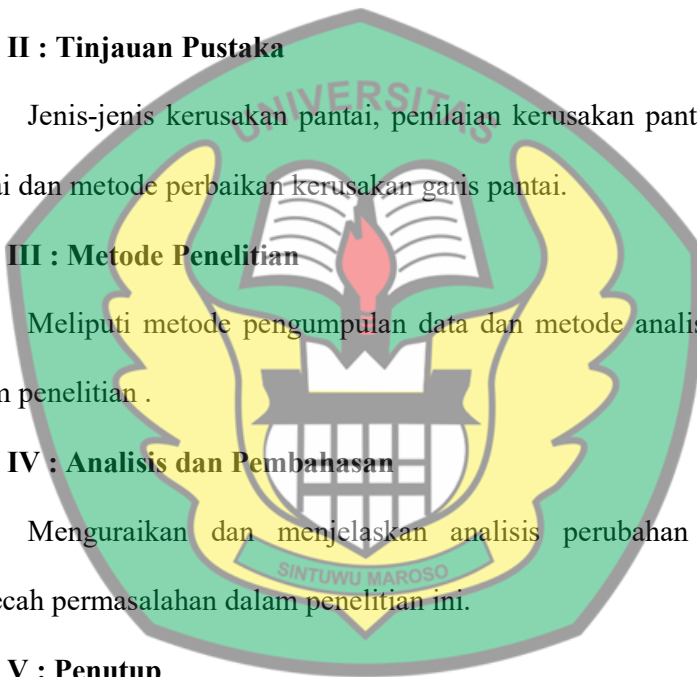 II : Tinjauan Pustaka
UNIVERSITAS
Jenis-jenis kerusakan pantai, penilaian kerusakan pant
ai dan metode perbaikan kerusakan garis pantai.
III : Metode Penelitian
Meliputi metode pengumpulan data dan metode analis
m penelitian .
IV : Analisis dan Pembahasan
Menguraikan dan menjelaskan analisis perubahan
SINTUWU MAROSO
ecah permasalahan dalam penelitian ini.
V : Penutup